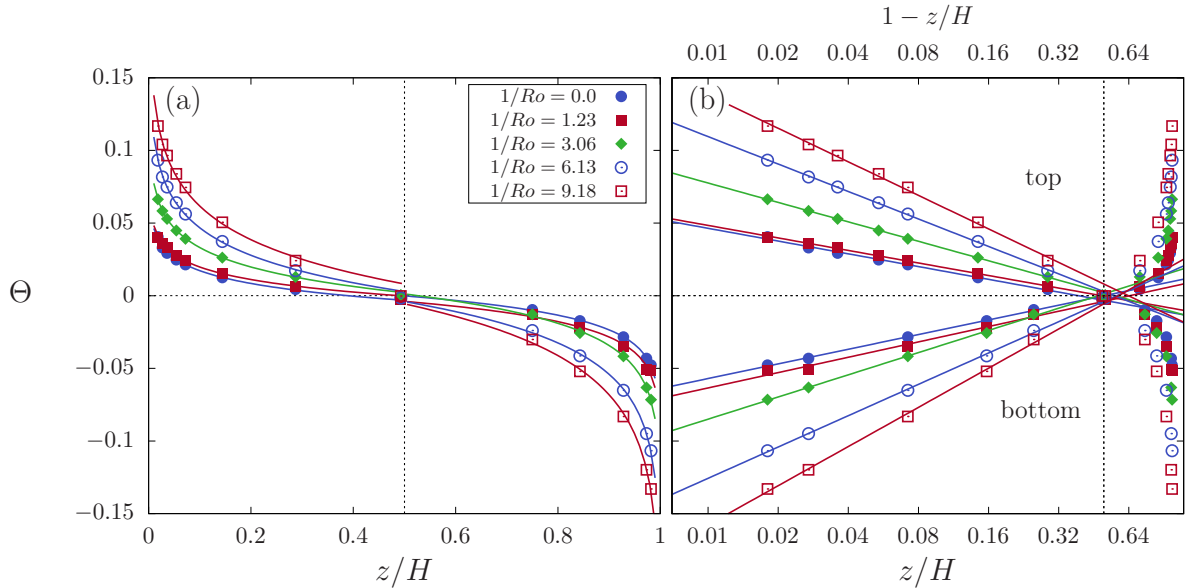 1 − z/H
0.01 0.02 0.04 0.08 0.16 0.32 0.64
0.15
0.1
0.05
0
−0.05
−0.1
−0.15
Θ
(a)
1/Ro = 0.0
1/Ro = 1.23
1/Ro = 3.06
1/Ro = 6.13
1/Ro = 9.18
(b)
top
bottom
0 0.2 0.4 0.6 0.8 1
0.01 0.02 0.04 0.08 0.16 0.32 0.64
z/H
z/H